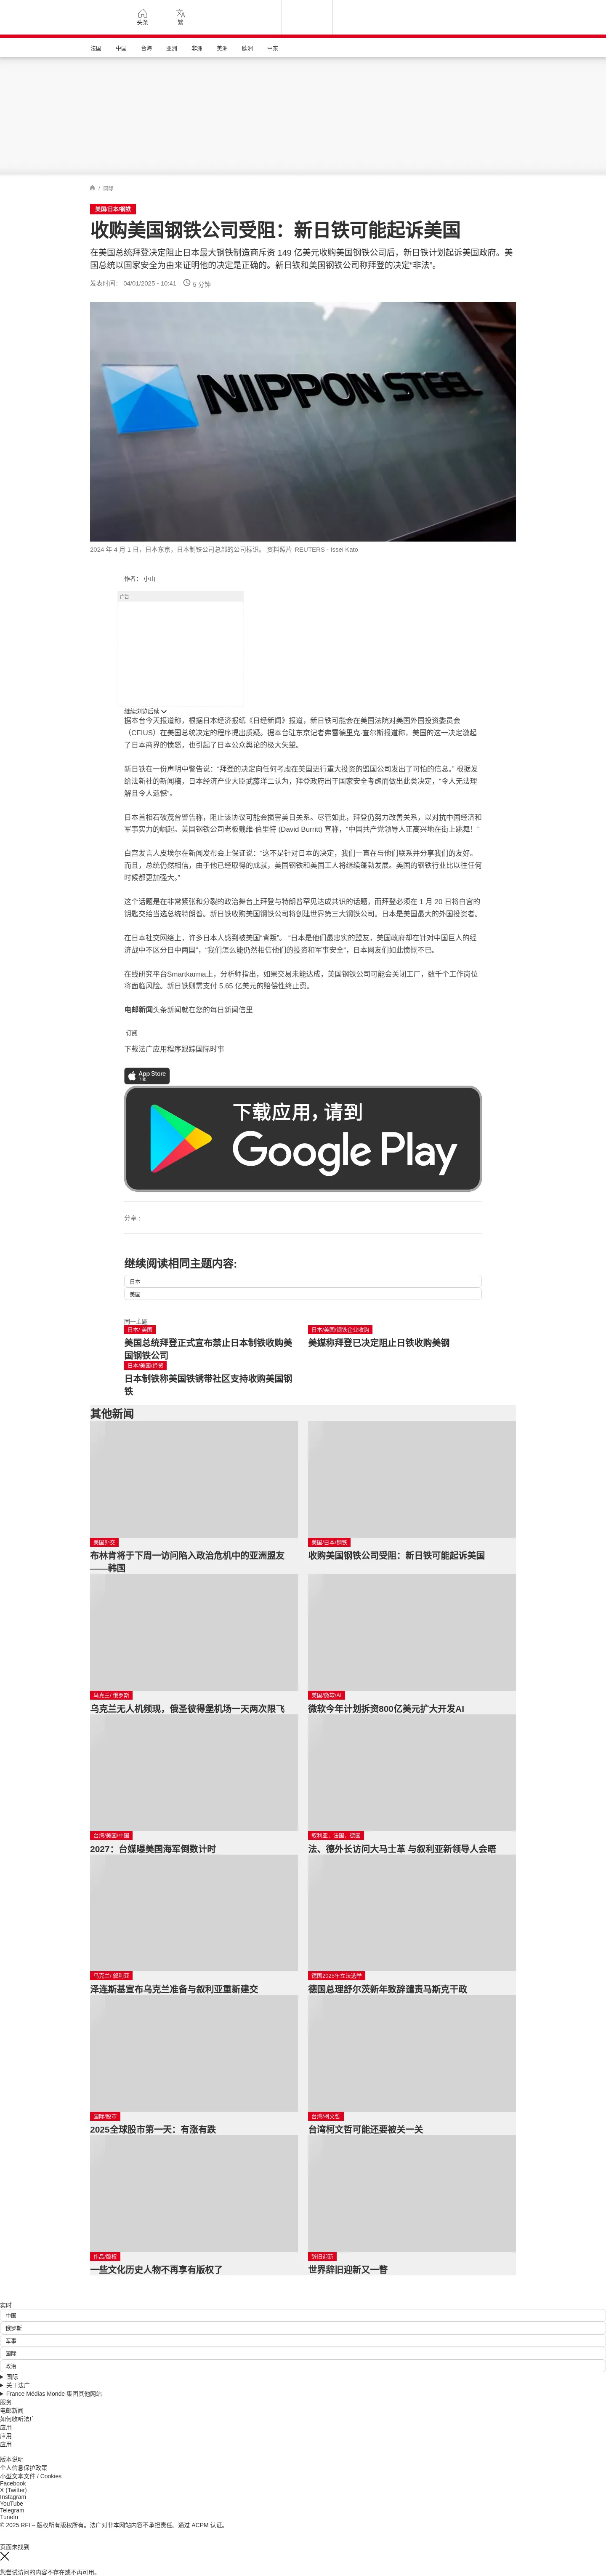 头条
繁
法国
中国
台海
亚洲
非洲
美洲
欧洲
中东
/ 国际
美国/日本/钢铁
收购美国钢铁公司受阻：新日铁可能起诉美国
在美国总统拜登决定阻止日本最大钢铁制造商斥资 149 亿美元收购美国钢铁公司后，新日铁计划起诉美国政府。美
国总统以国家安全为由来证明他的决定是正确的。新日铁和美国钢铁公司称拜登的决定“非法”。
发表时间： 04/01/2025 - 10:41
5 分钟
NIPPON STEEL
2024 年 4 月 1 日，日本东京，日本制铁公司总部的公司标识。 资料照片 REUTERS - Issei Kato
作者： 小山
广告
继续浏览后续
据本台今天报道称，根据日本经济报纸《日经新闻》报道，新日铁可能会在美国法院对美国外国投资委员会
（CFIUS）在美国总统决定的程序提出质疑。据本台驻东京记者弗雷德里克·查尔斯报道称，美国的这一决定激起
了日本商界的愤怒，也引起了日本公众舆论的极大失望。
新日铁在一份声明中警告说：“拜登的决定向任何考虑在美国进行重大投资的盟国公司发出了可怕的信息。” 根据发
给法新社的新闻稿，日本经济产业大臣武藤洋二认为，拜登政府出于国家安全考虑而做出此类决定，“令人无法理
解且令人遗憾”。
日本首相石破茂曾警告称，阻止该协议可能会损害美日关系。尽管如此，拜登仍努力改善关系，以对抗中国经济和
军事实力的崛起。美国钢铁公司老板戴维·伯里特 (David Burritt) 宣称，“中国共产党领导人正高兴地在街上跳舞！”
白宫发言人皮埃尔在新闻发布会上保证说：“这不是针对日本的决定，我们一直在与他们联系并分享我们的友好。
而且，总统仍然相信，由于他已经取得的成就，美国钢铁和美国工人将继续蓬勃发展。美国的钢铁行业比以往任何
时候都更加强大。”
这个话题是在非常紧张和分裂的政治舞台上拜登与特朗普罕见达成共识的话题，而拜登必须在 1 月 20 日将白宫的
钥匙交给当选总统特朗普。新日铁收购美国钢铁公司将创建世界第三大钢铁公司。日本是美国最大的外国投资者。
在日本社交网络上，许多日本人感到被美国“背叛”。 “日本是他们最忠实的盟友，美国政府却在针对中国巨人的经
济战中不区分日中两国”，“我们怎么能仍然相信他们的投资和军事安全”，日本网友们如此愤慨不已。
在线研究平台Smartkarma上，分析师指出，如果交易未能达成，美国钢铁公司可能会关闭工厂，数千个工作岗位
将面临风险。新日铁则需支付 5.65 亿美元的赔偿性终止费。
电邮新闻头条新闻就在您的每日新闻信里
订阅
下载法广应用程序跟踪国际时事
App Store
下载
下载应用，请到
Google Play
分享 :
继续阅读相同主题内容:
日本
美国
同一主题
日本/ 美国
美国总统拜登正式宣布禁止日本制铁收购美
国钢铁公司
日本/美国/钢铁企业收购
美媒称拜登已决定阻止日铁收购美钢
日本/美国/经贸
日本制铁称美国铁锈带社区支持收购美国钢
铁
其他新闻
美国外交
布林肯将于下周一访问陷入政治危机中的亚洲盟友
——韩国
美国/日本/钢铁
收购美国钢铁公司受阻：新日铁可能起诉美国
乌克兰/ 俄罗斯
乌克兰无人机频现，俄圣彼得堡机场一天两次限飞
美国/微软/AI
微软今年计划拆资800亿美元扩大开发AI
台湾/美国/中国
2027：台媒曝美国海军倒数计时
叙利亚、法国、德国
法、德外长访问大马士革 与叙利亚新领导人会晤
乌克兰/ 叙利亚
泽连斯基宣布乌克兰准备与叙利亚重新建交
德国2025年立法选举
德国总理舒尔茨新年致辞谴责马斯克干政
国际/股市
2025全球股市第一天：有涨有跌
台湾/柯文哲
台湾柯文哲可能还要被关一关
作品/版权
一些文化历史人物不再享有版权了
辞旧迎新
世界辞旧迎新又一瞥
实时
中国
俄罗斯
军事
国际
政治
国际
关于法广
France Médias Monde 集团其他网站
服务
电邮新闻
如何收听法广
应用
应用
应用
版本说明
个人信息保护政策
小型文本文件 / Cookies
Facebook
X (Twitter)
Instagram
YouTube
Telegram
TuneIn
© 2025 RFI – 版权所有版权所有。法广对非本网站内容不承担责任。通过 ACPM 认证。
页面未找到
您尝试访问的内容不存在或不再可用。